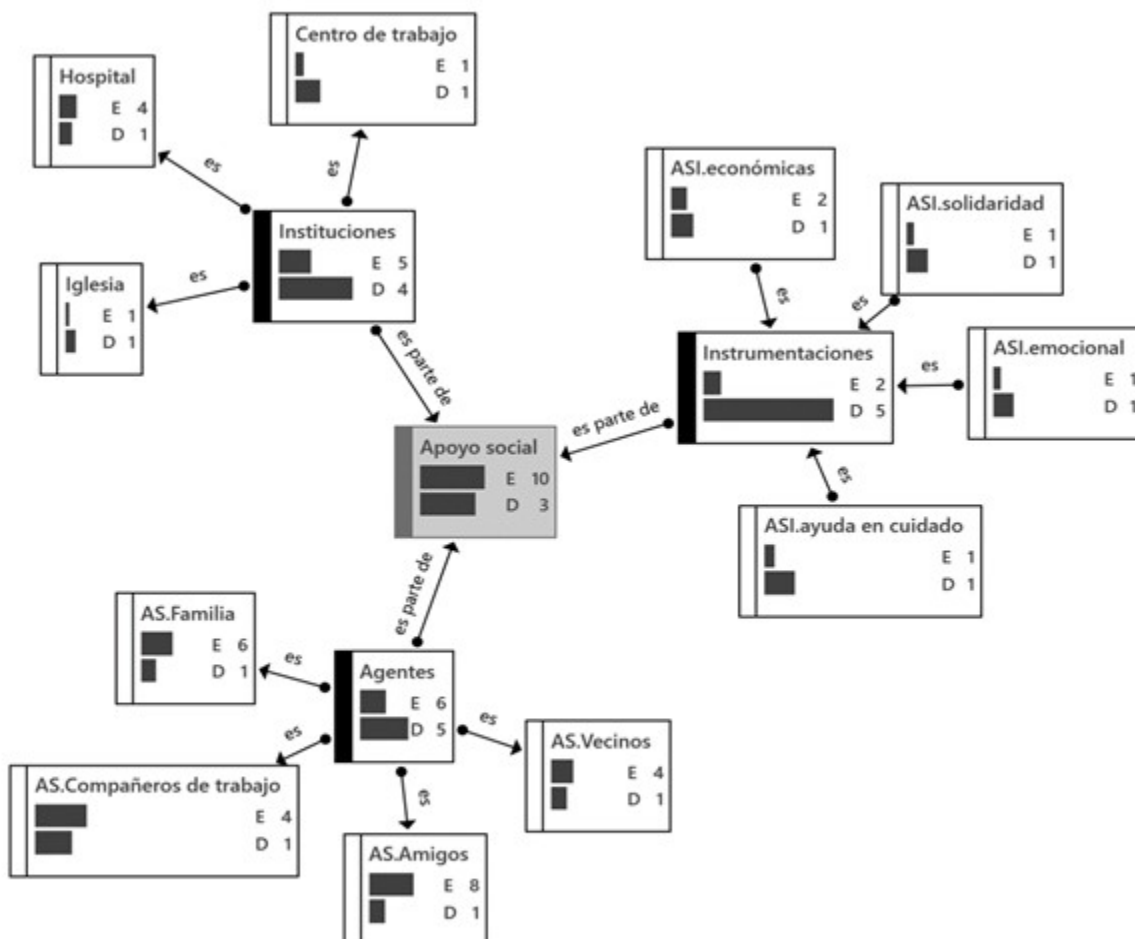 Centro de trabajo
E 1
D 1
Hospital
E 4
D 1
es
es
Instituciones
E 5
D 4
Iglesia
E 1
D 1
es
es parte de
ASI.económicas
E 2
D 1
ASI.solidaridad
E 1
D 1
es
es
Instrumentaciones
E 2
D 5
ASI.emocional
E 1
D 1
es
es parte de
Apoyo social
E 10
D 3
es
ASI.ayuda en cuidado
E 1
D 1
es parte de
AS.Familia
E 6
D 1
es
Agentes
E 6
D 5
es
AS.Vecinos
E 4
D 1
es
AS.Compañeros de trabajo
E 4
D 1
es
AS.Amigos
E 8
D 1